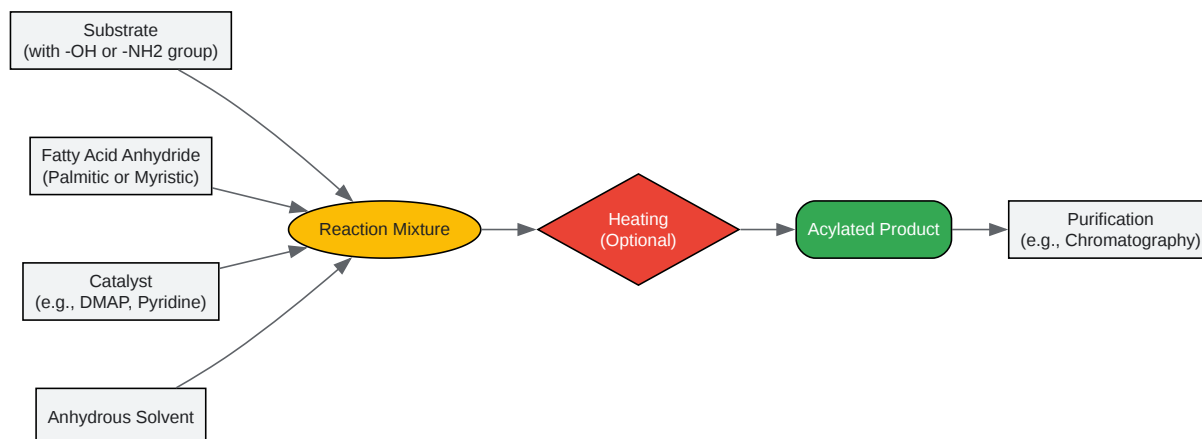 Substrate
(with -OH or -NH2 group)
Fatty Acid Anhydride
(Palmitic or Myristic)
Catalyst
(e.g., DMAP, Pyridine)
Anhydrous Solvent
Reaction Mixture
Heating
(Optional)
Acylated Product
Purification
(e.g., Chromatography)